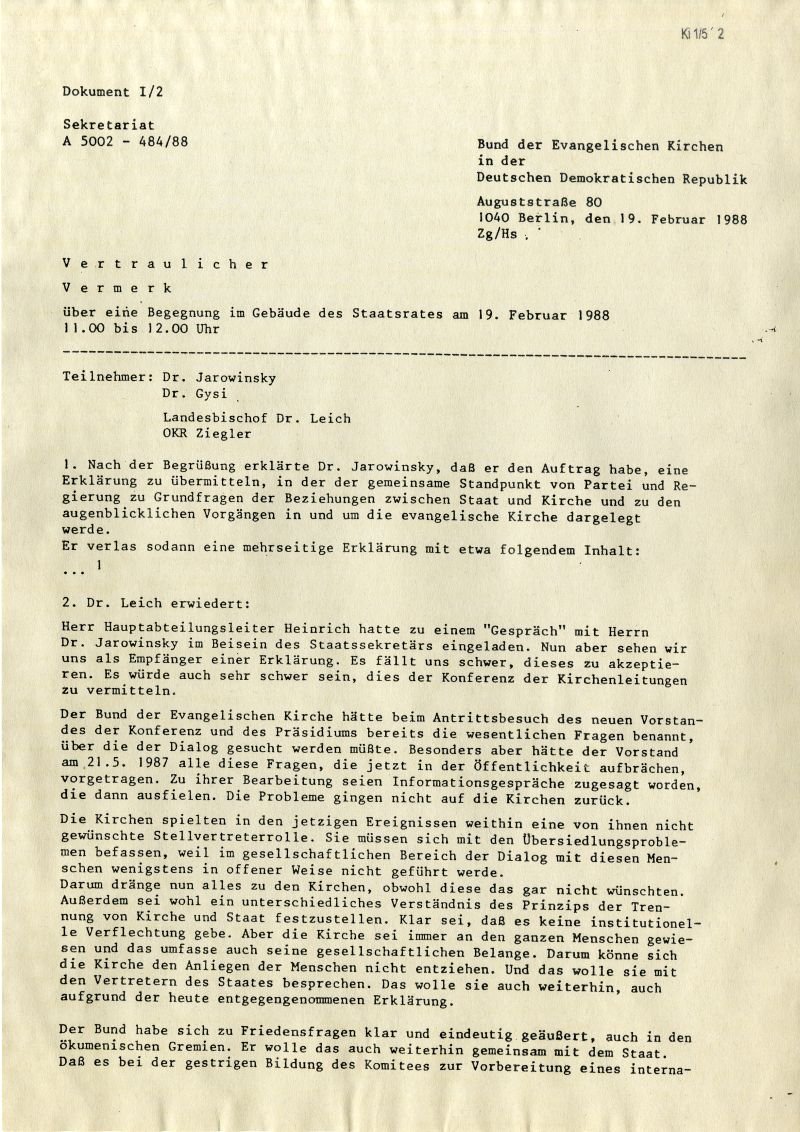 Ki 1/5' 2
Dokument I/2
Sekretariat
A 5002 - 484/88
Bund der Evangelischen Kirchen
in der
Deutschen Demokratischen Republik
Auguststraße 80
1040 Berlin, den 19. Februar 1988
Zg/Hs
V e r t r a u l i c h e r
V e r m e r k
über eine Begegnung im Gebäude des Staatsrates am 19. Februar 1988
11.00 bis 12.00 Uhr
Teilnehmer: Dr. Jarowinsky
Dr. Gysi
Landesbischof Dr. Leich
OKR Ziegler
1. Nach der Begrüßung erklärte Dr. Jarowinsky, daß er den Auftrag habe, eine
Erklärung zu übermitteln, in der der gemeinsame Standpunkt von Partei und Re-
gierung zu Grundfragen der Beziehungen zwischen Staat und Kirche und zu den
augenblicklichen Vorgängen in und um die evangelische Kirche dargelegt
werde.
Er verlas sodann eine mehrseitige Erklärung mit etwa folgendem Inhalt:
... 1
2. Dr. Leich erwiedert:
Herr Hauptabteilungsleiter Heinrich hatte zu einem "Gespräch" mit Herrn
Dr. Jarowinsky im Beisein des Staatssekretärs eingeladen. Nun aber sehen wir
uns als Empfänger einer Erklärung. Es fällt uns schwer, dieses zu akzeptie-
ren. Es würde auch sehr schwer sein, dies der Konferenz der Kirchenleitungen
zu vermitteln.
Der Bund der Evangelischen Kirche hätte beim Antrittsbesuch des neuen Vorstan-
des der Konferenz und des Präsidiums bereits die wesentlichen Fragen benannt,
über die der Dialog gesucht werden müßte. Besonders aber hätte der Vorstand
am 21.5. 1987 alle diese Fragen, die jetzt in der Öffentlichkeit aufbrächen,
vorgetragen. Zu ihrer Bearbeitung seien Informationsgespräche zugesagt worden,
die dann ausfielen. Die Probleme gingen nicht auf die Kirchen zurück.
Die Kirchen spielten in den jetzigen Ereignissen weithin eine von ihnen nicht
gewünschte Stellvertreterrolle. Sie müssen sich mit den Übersiedlungsproble-
men befassen, weil im gesellschaftlichen Bereich der Dialog mit diesen Men-
schen wenigstens in offener Weise nicht geführt werde.
Darum dränge nun alles zu den Kirchen, obwohl diese das gar nicht wünschten.
Außerdem sei wohl ein unterschiedliches Verständnis des Prinzips der Tren-
nung von Kirche und Staat festzustellen. Klar sei, daß es keine institutionel-
le Verflechtung gebe. Aber die Kirche sei immer an den ganzen Menschen gewie-
sen und das umfasse auch seine gesellschaftlichen Belange. Darum könne sich
die Kirche den Anliegen der Menschen nicht entziehen. Und das wolle sie mit
den Vertretern des Staates besprechen. Das wolle sie auch weiterhin, auch
aufgrund der heute entgegengenommenen Erklärung.
Der Bund habe sich zu Friedensfragen klar und eindeutig geäußert, auch in den
ökumenischen Gremien. Er wolle das auch weiterhin gemeinsam mit dem Staat.
Daß es bei der gestrigen Bildung des Komitees zur Vorbereitung eines interna-